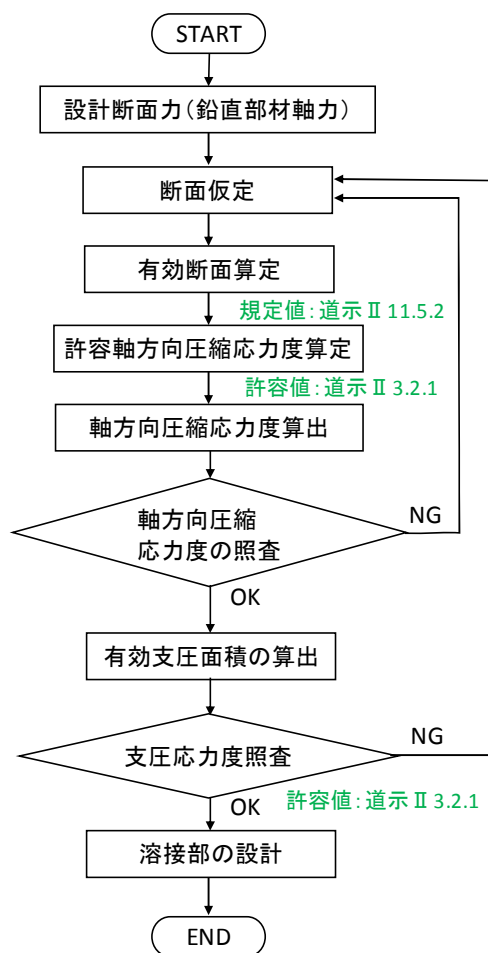 START
設計断面力(鉛直部材軸力)
断面仮定
有効断面算定
規定値:道示Ⅱ 11.5.2
許容軸方向圧縮応力度算定
許容値:道示Ⅱ 3.2.1
軸方向圧縮応力度算出
軸方向圧縮
応力度の照査
NG
OK
有効支圧面積の算出
支圧応力度照査
NG
OK
許容値:道示Ⅱ 3.2.1
溶接部の設計
END